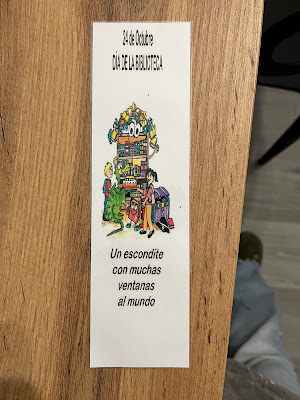 24 de Octubre
DÍA DE LA BIBLIOTECA
Un escondite
con muchas
ventanas
al mundo